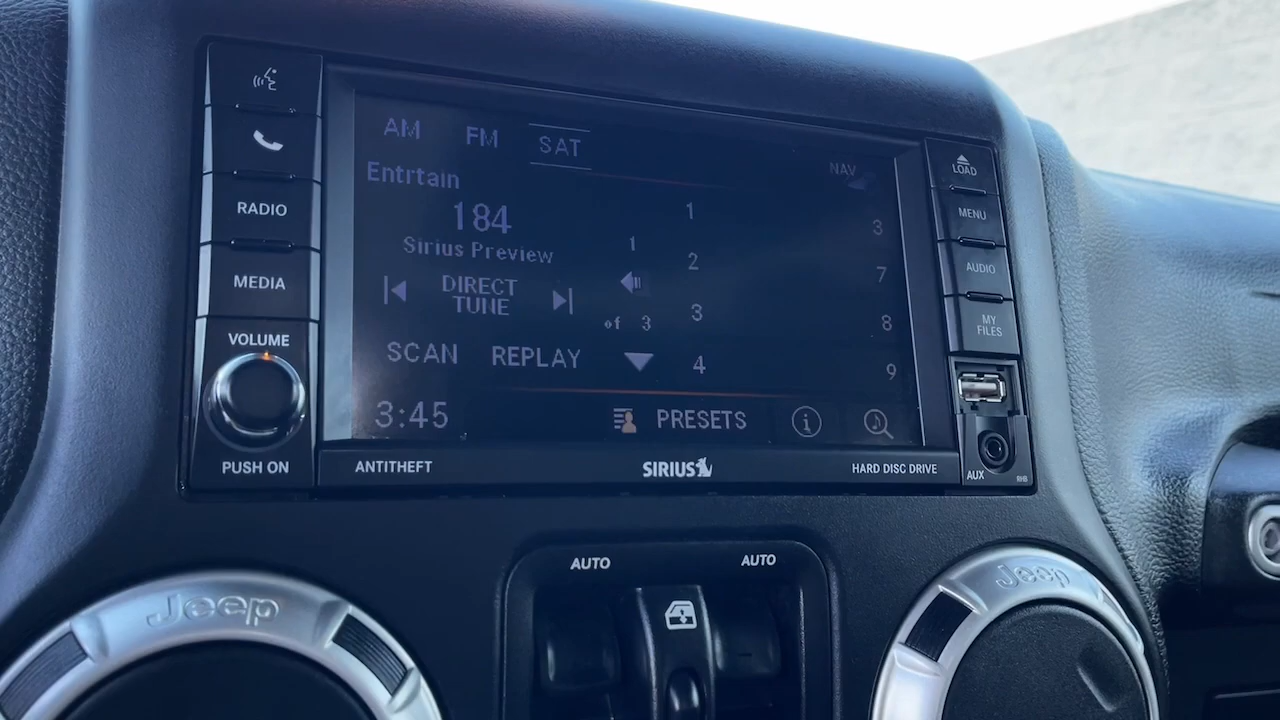 RADIO
MEDIA
VOLUME
PUSH ON
AM FM SAT
NAV
Entrtain
184
Sirius Preview
DIRECT
TUNE
SCAN REPLAY
1
of 3
1
2
3
4
3
7
8
9
3:45
PRESETS
i
ANTITHEFT
SIRIUS
HARD DISC DRIVE
LOAD
MENU
AUDIO
MY
FILES
AUX
RHB
AUTO
AUTO
Jeep
Jeep